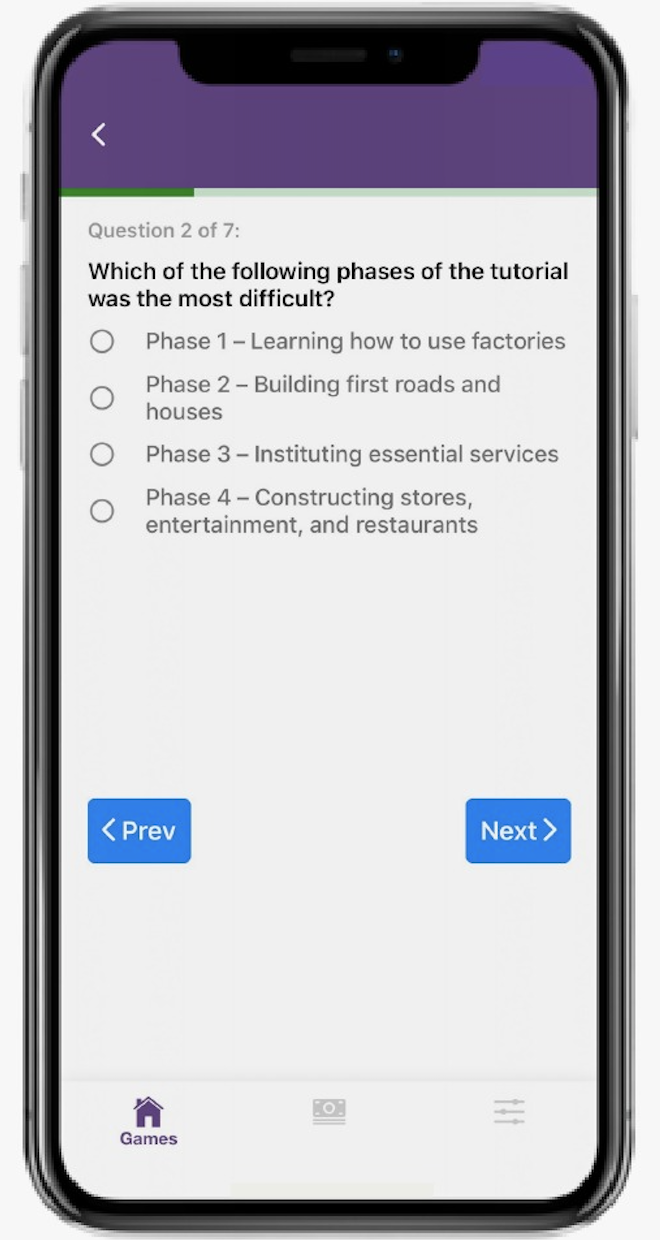 Question 2 of 7:
Which of the following phases of the tutorial
was the most difficult?
Phase 1 – Learning how to use factories
Phase 2 – Building first roads and
houses
Phase 3 – Instituting essential services
Phase 4 – Constructing stores,
entertainment, and restaurants
Prev
Next
Games